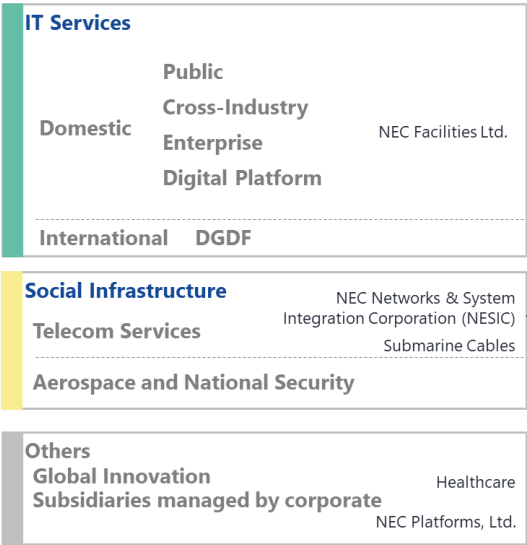 IT Services
Public
Cross-Industry
Domestic
NEC Facilities Ltd.
Enterprise
Digital Platform
International DGDF
Social Infrastructure
NEC Networks & System
Integration Corporation (NESIC)
Telecom Services
Submarine Cables
Aerospace and National Security
Others
Global Innovation
Healthcare
Subsidiaries managed by corporate
NEC Platforms, Ltd.